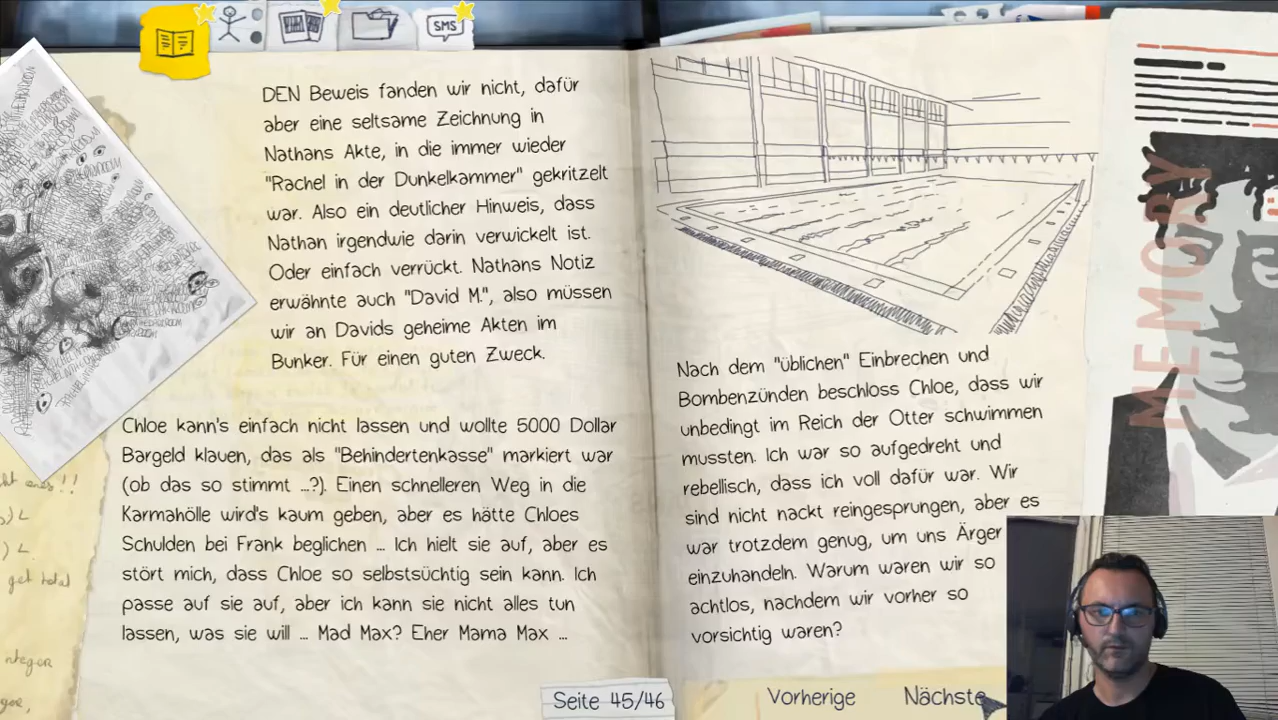 SMS
DEN Beweis fanden wir nicht, dafür
aber eine seltsame Zeichnung in
Nathans Akte, in die immer wieder
"Rachel in der Dunkelkammer" gekritzelt
war. Also ein deutlicher Hinweis, dass
Nathan irgendwie darin verwickelt ist.
Oder einfach verrückt. Nathans Notiz
erwähnte auch "David M.", also müssen
wir an Davids geheime Akten im
Bunker. Für einen guten Zweck.
Chloe kann's einfach nicht lassen und wollte 5000 Dollar
Bargeld klauen, das als "Behindertenkasse" markiert war
(ob das so stimmt ...?). Einen schnelleren Weg in die
Karmahölle wird's kaum geben, aber es hätte Chloes
Schulden bei Frank beglichen ... Ich hielt sie auf, aber es
stört mich, dass Chloe so selbstsüchtig sein kann. Ich
passe auf sie auf, aber ich kann sie nicht alles tun
lassen, was sie will ... Mad Max? Eher Mama Max ...
Nach dem "üblichen" Einbrechen und
Bombenzünden beschloss Chloe, dass wir
unbedingt im Reich der Otter schwimmen
mussten. Ich war so aufgedreht und
rebellisch, dass ich voll dafür war. Wir
sind nicht nackt reingesprungen, aber es
war trotzdem genug, um uns Ärger
einzuhandeln. Warum waren wir so
achtlos, nachdem wir vorher so
vorsichtig waren?
MEMORY
Seite 45/46
Vorherige
Nächste